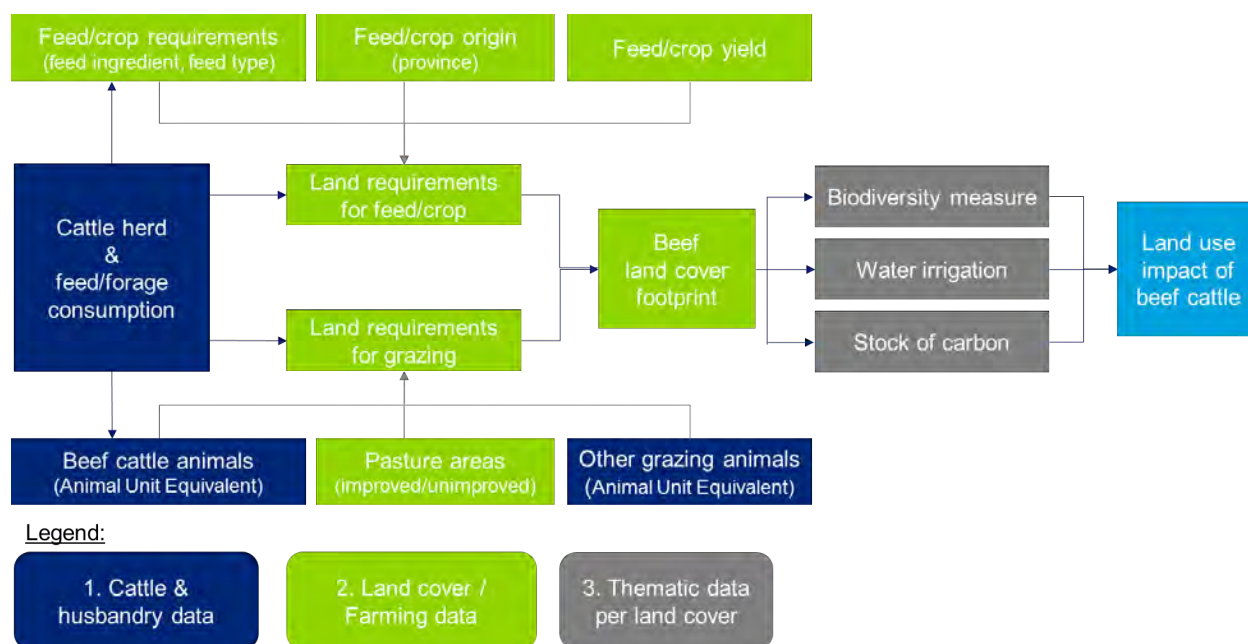 Feed/crop requirements
(feed ingredient, feed type)
Feed/crop origin
(province)
Feed/crop yield
Cattle herd
&
feed/forage
consumption
Land requirements
for feed/crop
Land requirements
for grazing
Beef
land cover
footprint
Biodiversity measure
Water irrigation
Stock of carbon
Land use
impact of
beef cattle
Beef cattle animals
(Animal Unit Equivalent)
Pasture areas
(improved/unimproved)
Other grazing animals
(Animal Unit Equivalent)
Legend:
1. Cattle &
husbandry data
2. Land cover /
Farming data
3. Thematic data
per land cover